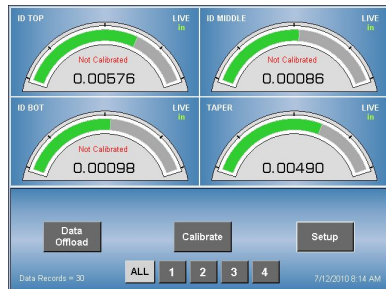 ID TOP LIVE
in
Not Calibrated
0.00576
ID MIDDLE LIVE
in
Not Calibrated
0.00086
ID BOT LIVE
in
Not Calibrated
0.00098
TAPER LIVE
in
0.00490
Data
Offload
Calibrate
Setup
Data Records = 30
ALL 1 2 3 4
7/12/2010 8:14 AM